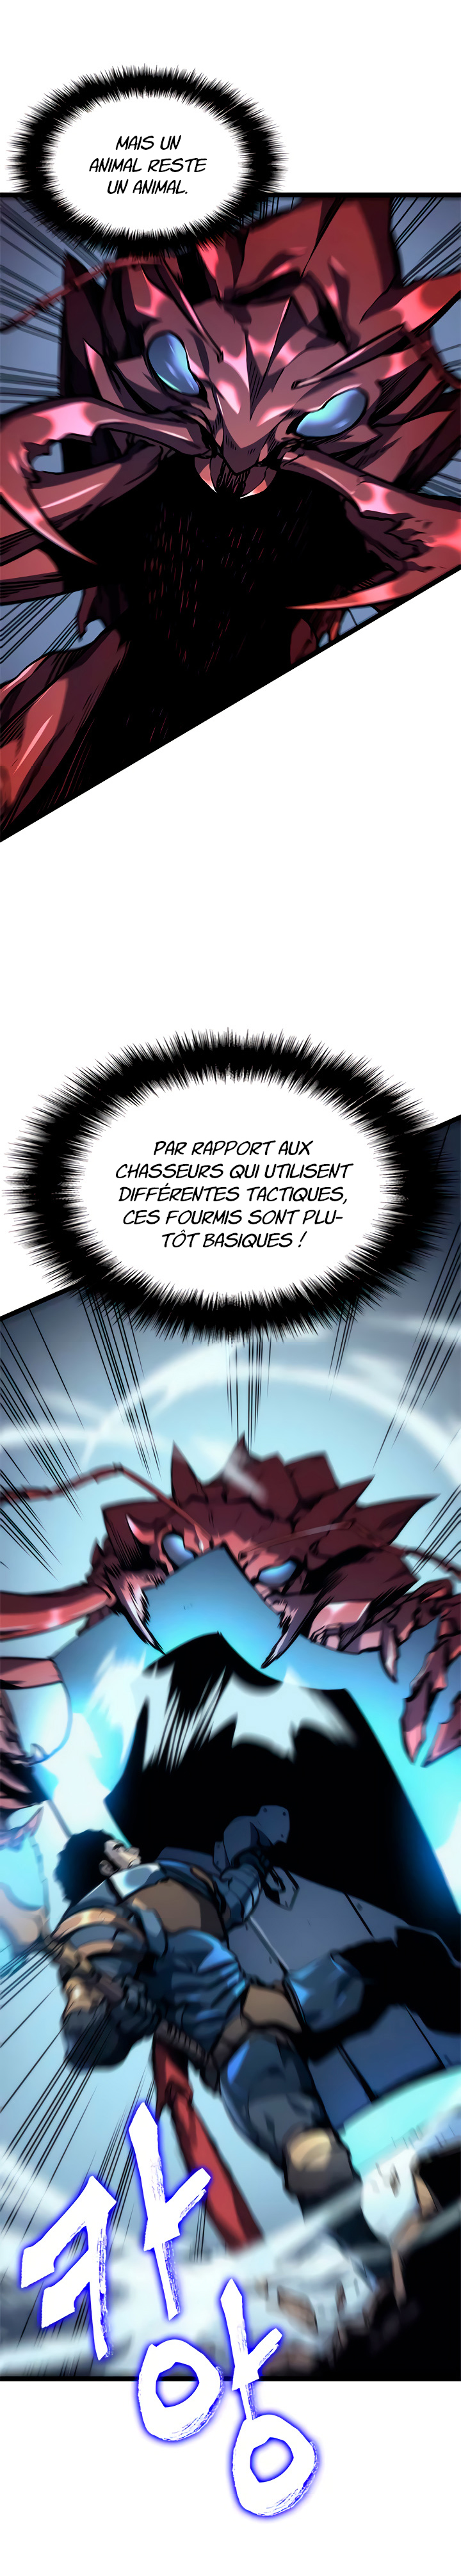 MAIS UN
ANIMAL RESTE
UN ANIMAL.
PAR RAPPORT AUX
CHASSEURS QUI UTILISENT
DIFFÉRENTES TACTIQUES,
CES FOURMIS SONT PLU-
TÔT BASIQUES !
카앙